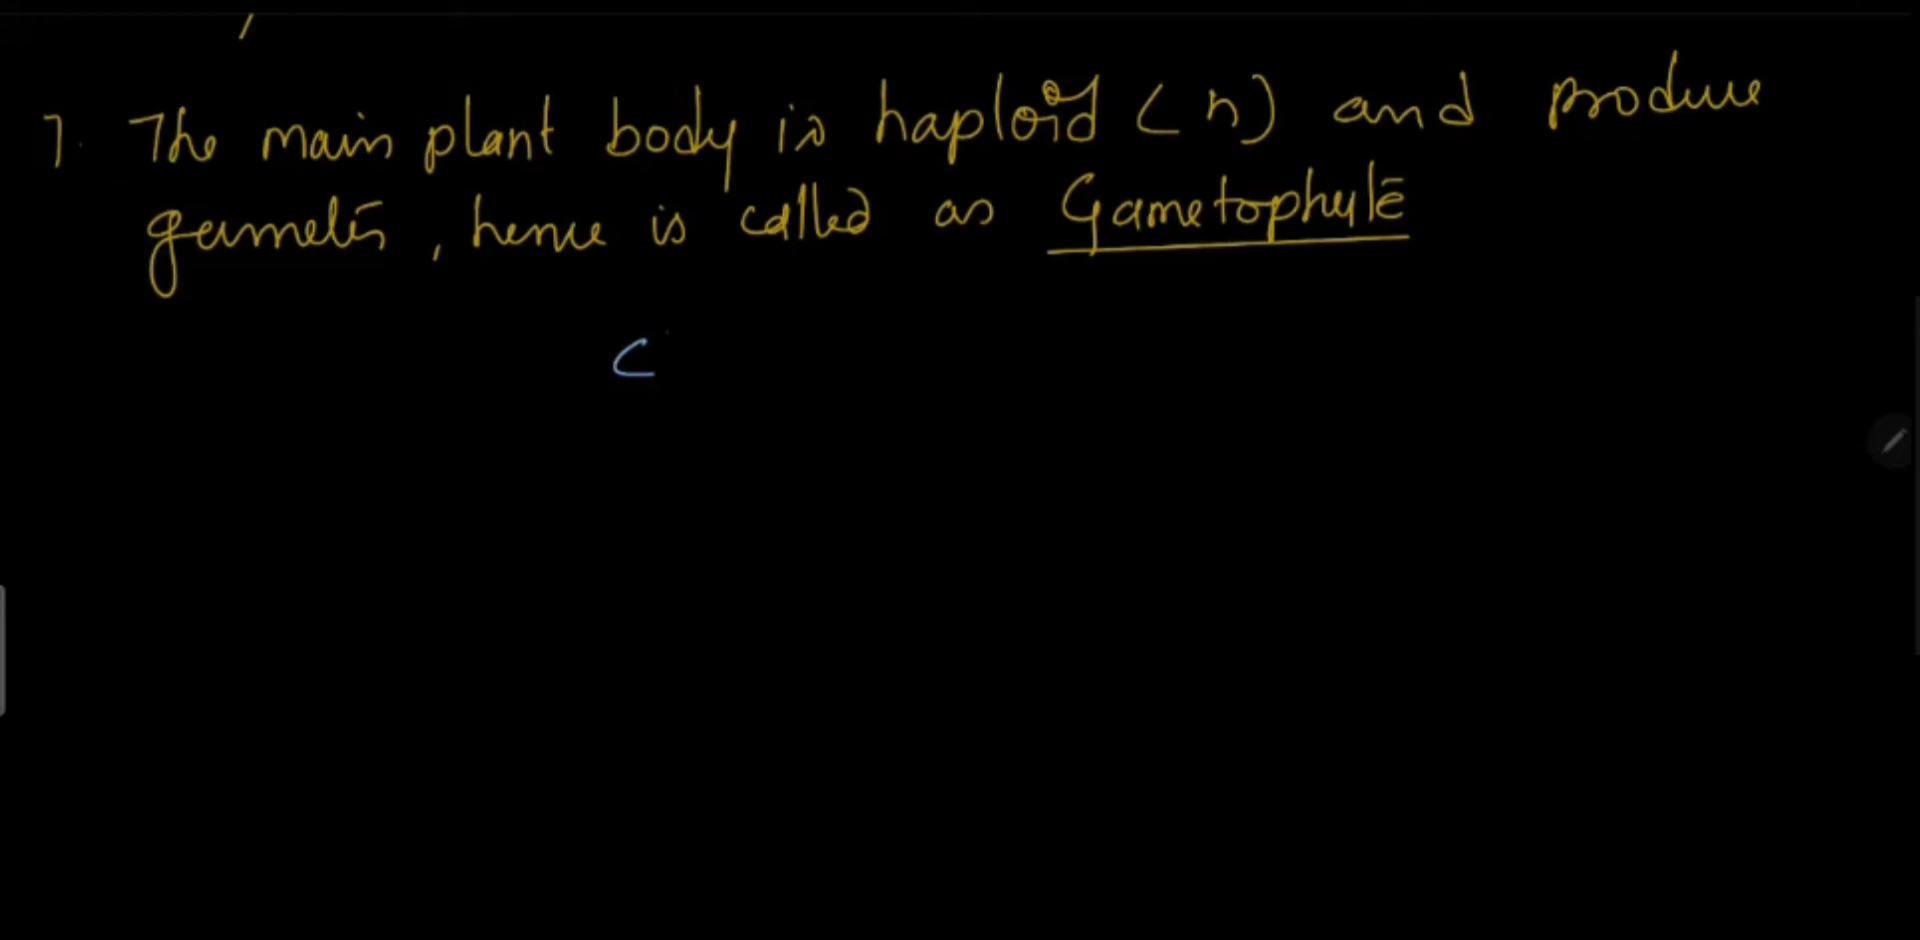 7. The main plant body is haploid (n) and produce
gametes, hence is called as Gametophyte
C